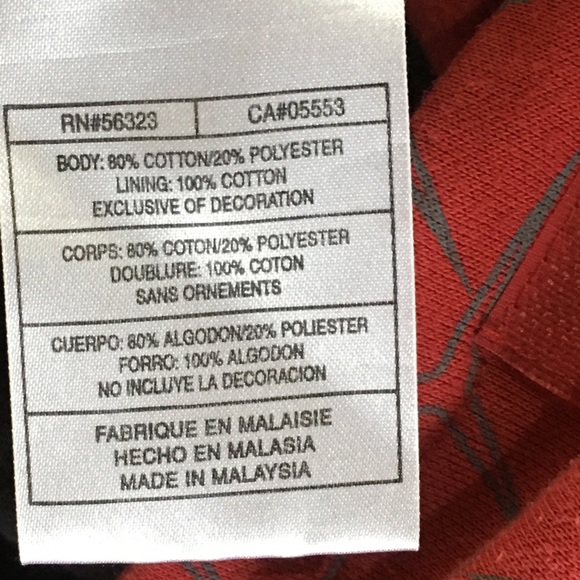 RN#56323 CA#05553
BODY: 80% COTTON/20% POLYESTER
LINING: 100% COTTON
EXCLUSIVE OF DECORATION
CORPS: 80% COTON/20% POLYESTER
DOUBLURE: 100% COTON
SANS ORNEMENTS
CUERPO: 80% ALGODON/20% POLIESTER
FORRO: 100% ALGODON
NO INCLUYE LA DECORACION
FABRIQUE EN MALAISIE
HECHO EN MALASIA
MADE IN MALAYSIA